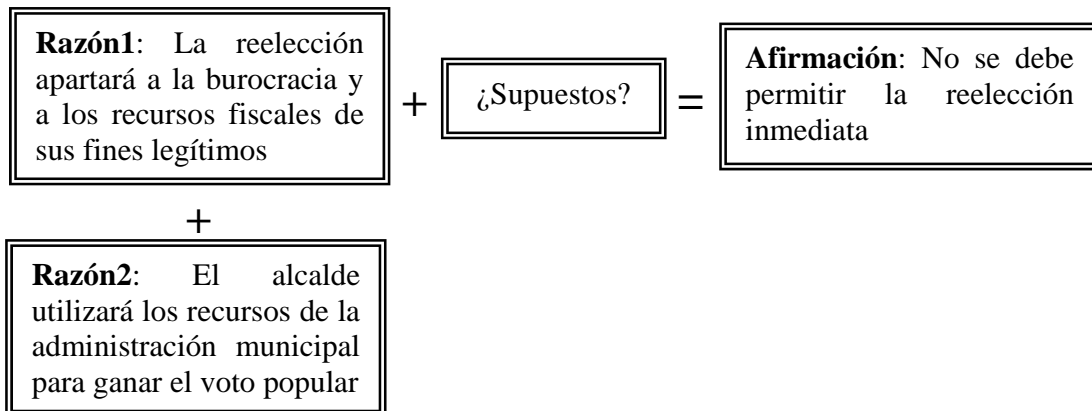 Razón1: La reelección
apartará a la burocracia y
a los recursos fiscales de
sus fines legítimos
+
¿Supuestos?
=
Afirmación: No se debe
permitir la reelección
inmediata
+
Razón2: El alcalde
utilizará los recursos de la
administración municipal
para ganar el voto popular